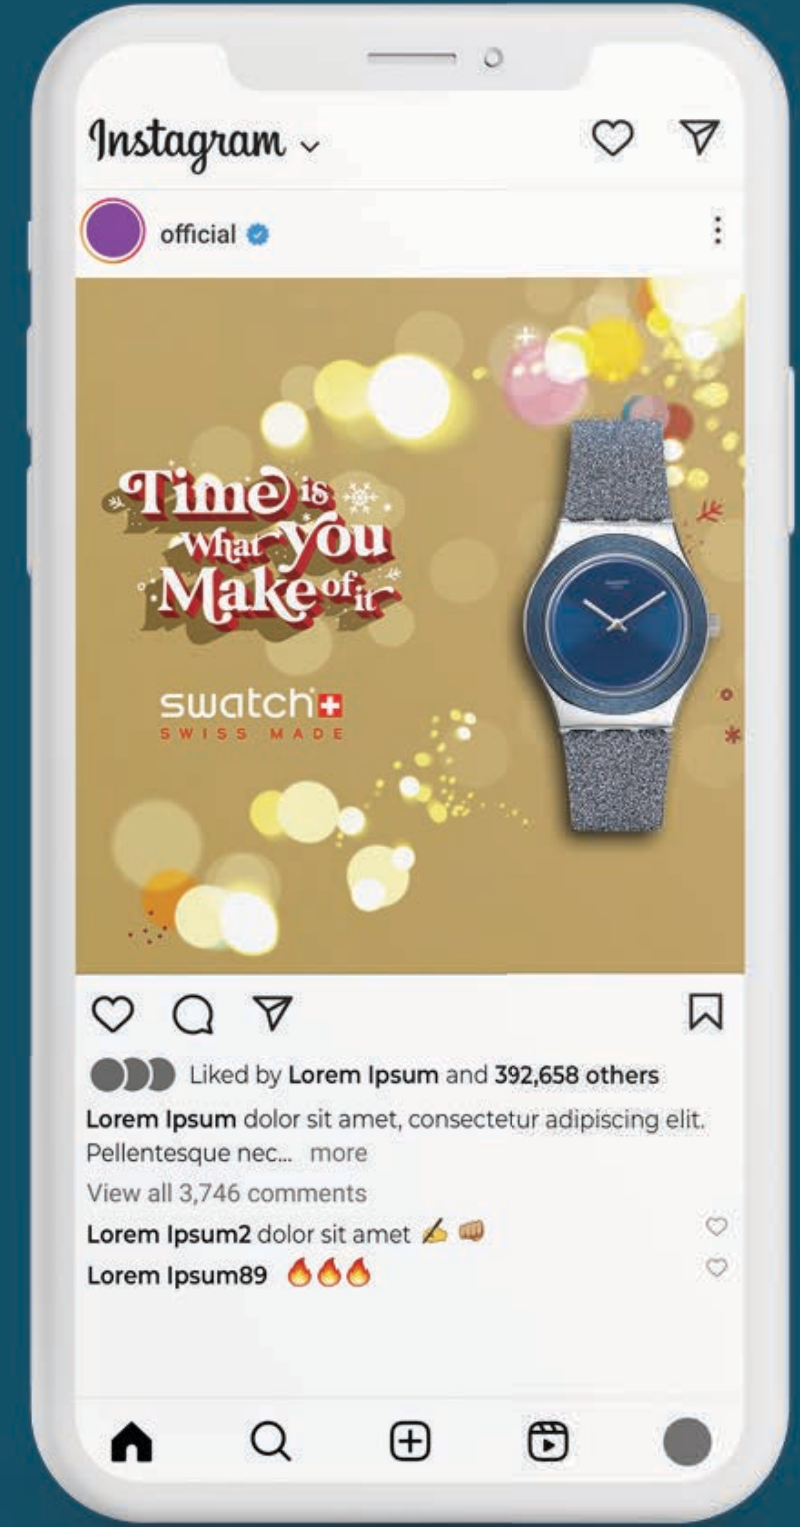 Instagram
official
Time is
What you
Make of it
swatch
SWISS MADE
Liked by Lorem Ipsum and 392,658 others
Lorem Ipsum dolor sit amet, consectetur adipiscing elit.
Pellentesque nec... more
View all 3,746 comments
Lorem Ipsum2 dolor sit amet ✍️ 👊
Lorem Ipsum89 🔥🔥🔥